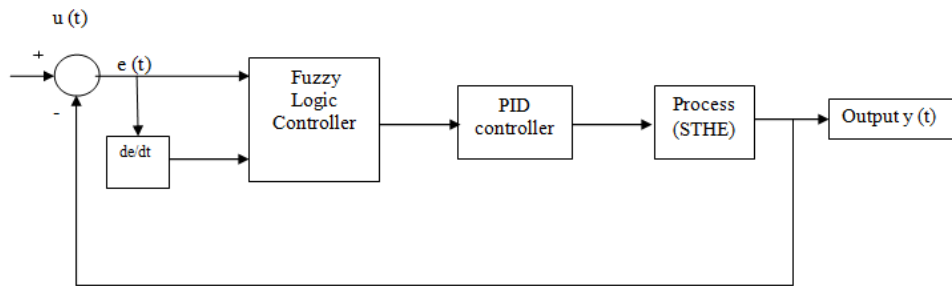 u (t)
+
e (t)
-
de/dt
Fuzzy
Logic
Controller
PID
controller
Process
(STHE)
Output y (t)